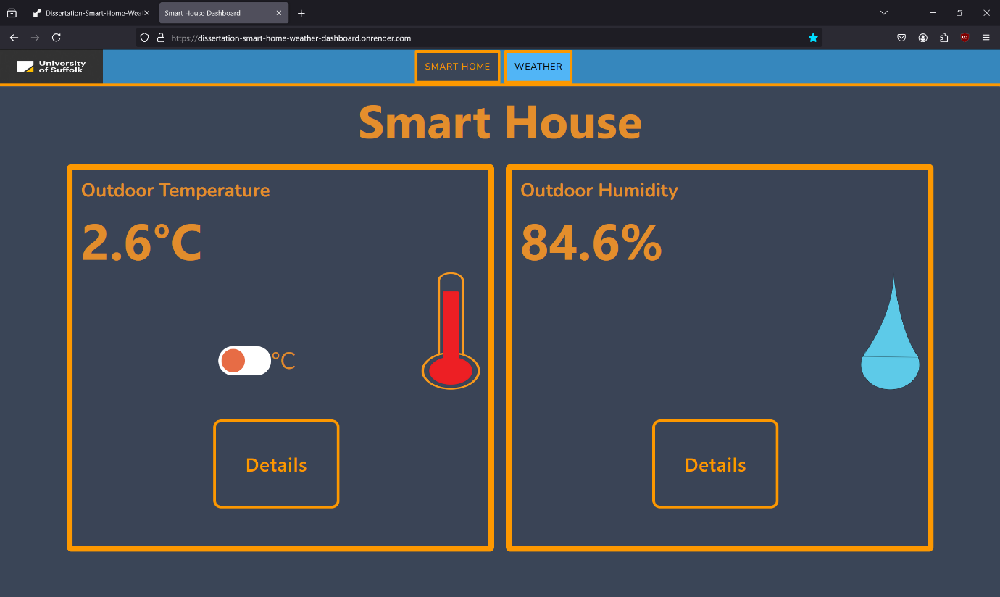 Dissertation-Smart-Home-Wea
Smart House Dashboard
https://dissertation-smart-home-weather-dashboard.onrender.com
University
of Suffolk
SMART HOME
WEATHER
Smart House
Outdoor Temperature
2.6°C
°C
Details
Outdoor Humidity
84.6%
Details